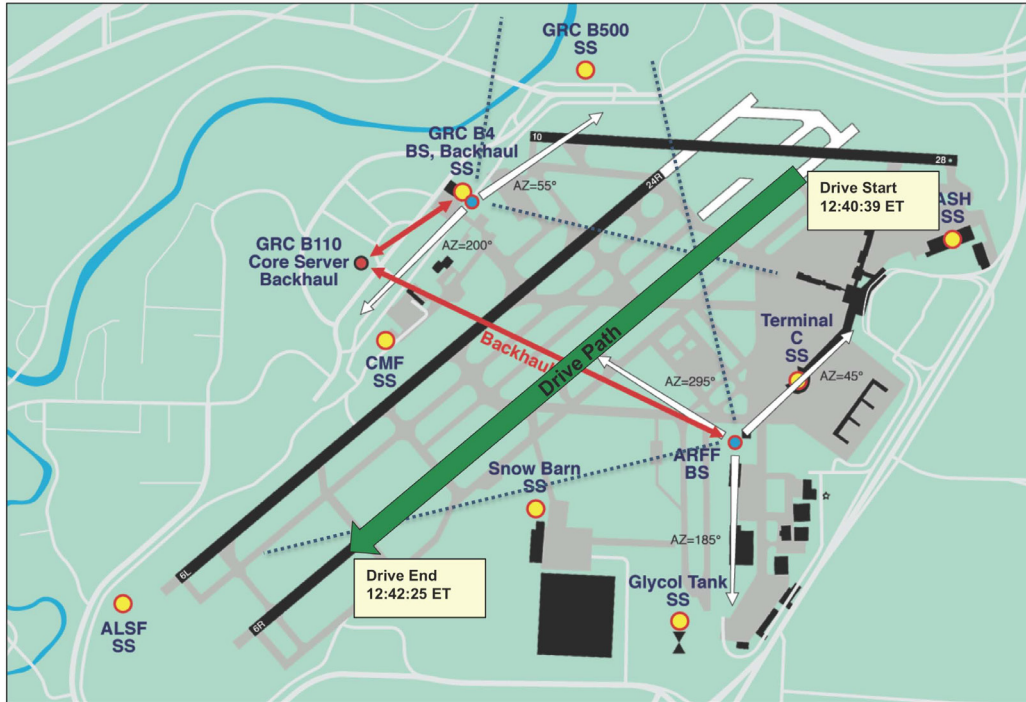 GRC B500
SS
GRC B4
BS, Backhaul
SS
10
28
24R
AZ=55°
Drive Start
12:40:39 ET
ASH
SS
GRC B110
Core Server
Backhaul
AZ=200°
CMF
SS
Backhaul
Drive Path
Terminal
C
SS
AZ=295°
AZ=45°
ARFF
BS
Snow Barn
SS
AZ=185°
Drive End
12:42:25 ET
Glycol Tank
SS
6L
6R
ALSF
SS